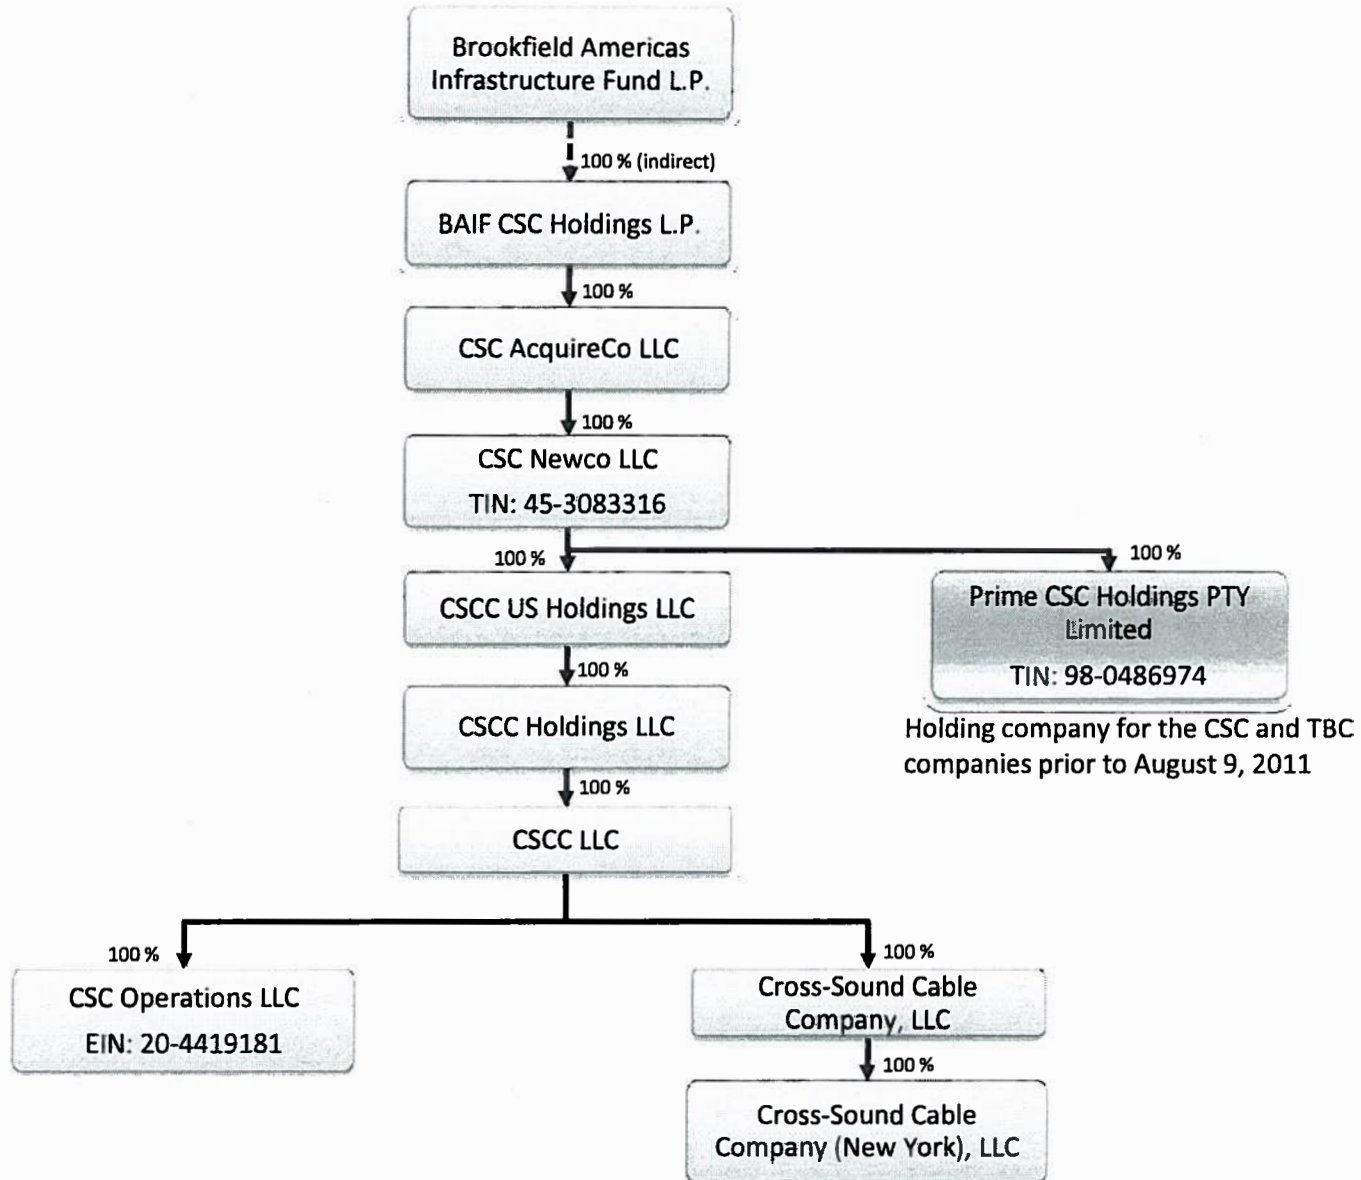 Brookfield Americas
Infrastructure Fund L.P.
100 % (indirect)
BAIF CSC Holdings L.P.
100 %
CSC AcquireCo LLC
100 %
CSC Newco LLC
TIN: 45-3083316
100 %
100 %
CSCC US Holdings LLC
Prime CSC Holdings PTY
Limited
TIN: 98-0486974
Holding company for the CSC and TBC
companies prior to August 9, 2011
100 %
CSCC Holdings LLC
100 %
CSCC LLC
100 %
100 %
CSC Operations LLC
EIN: 20-4419181
Cross-Sound Cable
Company, LLC
100 %
Cross-Sound Cable
Company (New York), LLC